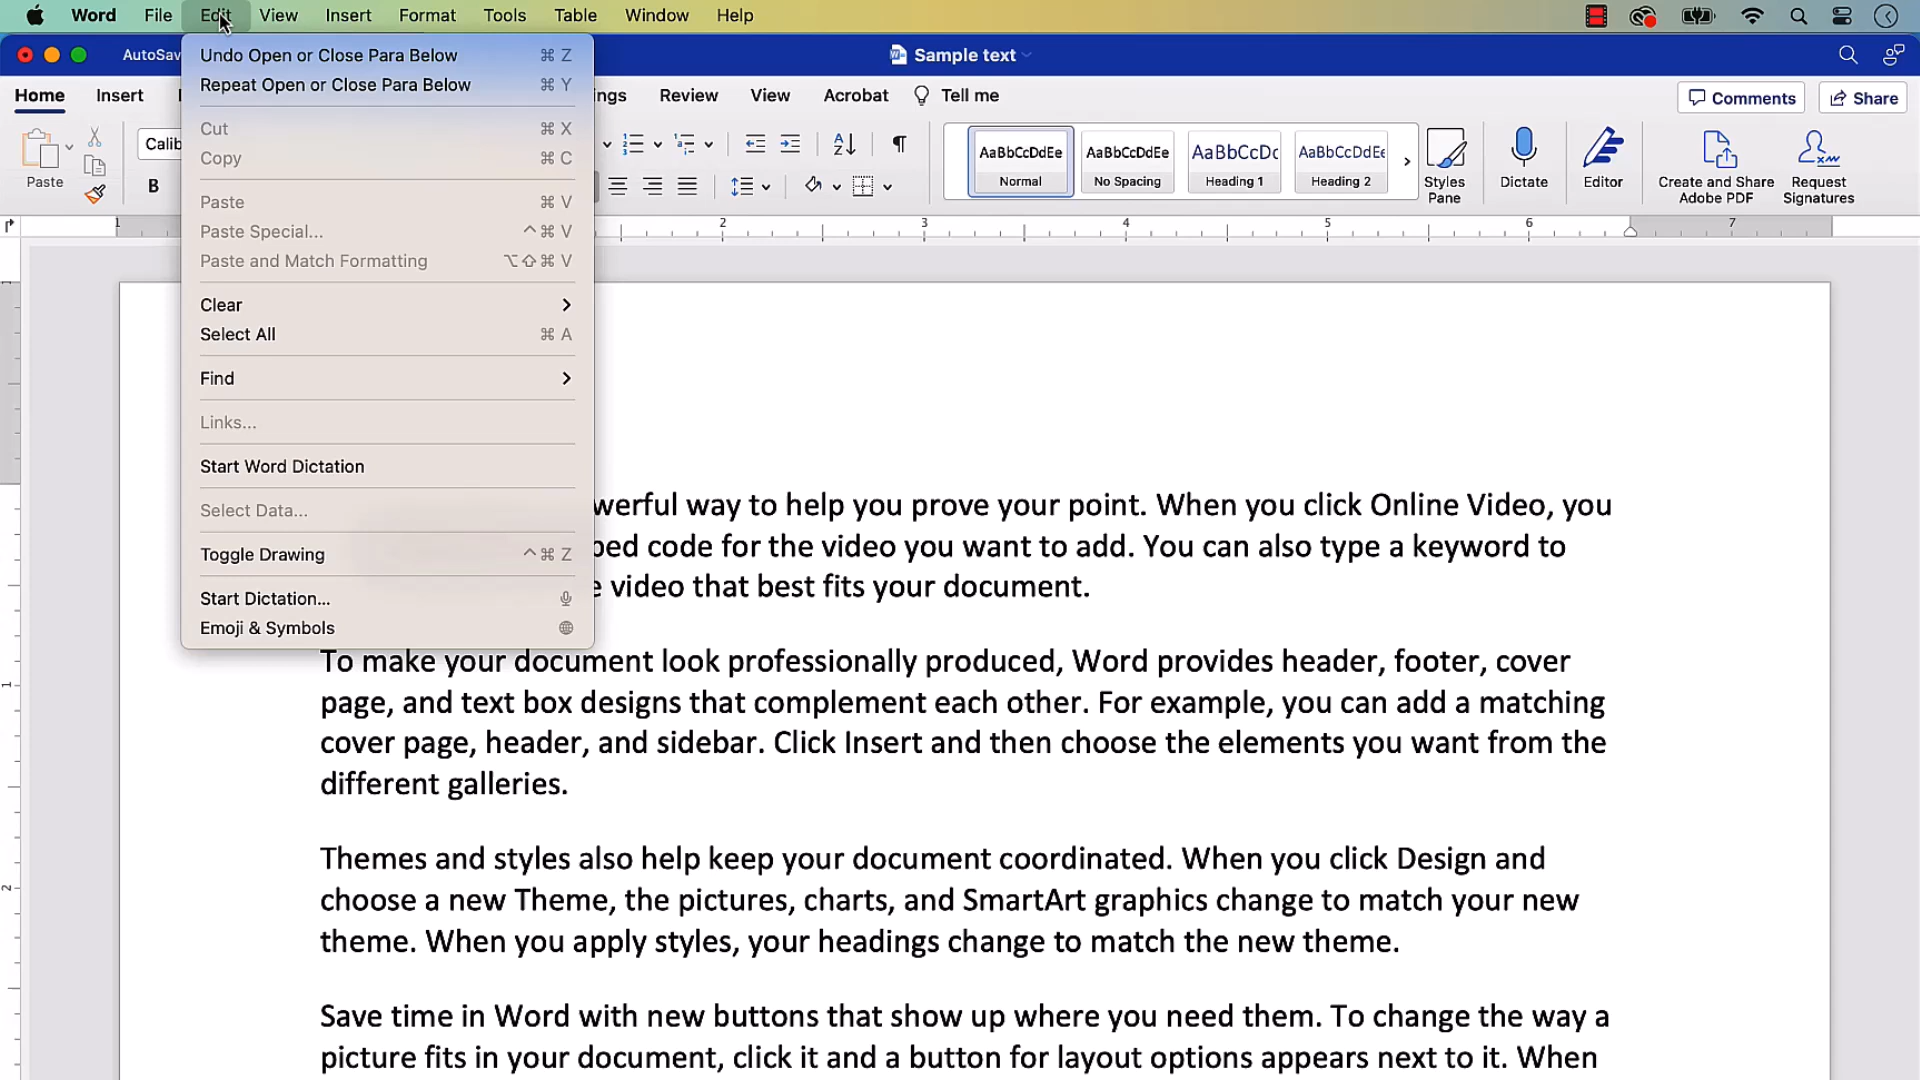 Word File Edit View Insert Format Tools Table Window Help
AutoSav
Sample text
Home Insert ngs Review View Acrobat Tell me Comments Share
Calib
Paste
B
AaBbCcDdEe AaBbCcDdEe AaBbCcDc AaBbCcDdEe
Normal No Spacing Heading 1 Heading 2
Styles Pane
Dictate
Editor
Create and Share Adobe PDF
Request Signatures
1 2 3 4 5 6 7
Undo Open or Close Para Below ⌘ Z
Repeat Open or Close Para Below ⌘ Y
Cut ⌘ X
Copy ⌘ C
Paste ⌘ V
Paste Special... ^⌘ V
Paste and Match Formatting ⌥⇧⌘ V
Clear
Select All ⌘ A
Find
Links...
Start Word Dictation
Select Data...
Toggle Drawing ^⌘ Z
Start Dictation...
Emoji & Symbols
werful way to help you prove your point. When you click Online Video, you
bed code for the video you want to add. You can also type a keyword to
e video that best fits your document.
To make your document look professionally produced, Word provides header, footer, cover
page, and text box designs that complement each other. For example, you can add a matching
cover page, header, and sidebar. Click Insert and then choose the elements you want from the
different galleries.
Themes and styles also help keep your document coordinated. When you click Design and
choose a new Theme, the pictures, charts, and SmartArt graphics change to match your new
theme. When you apply styles, your headings change to match the new theme.
Save time in Word with new buttons that show up where you need them. To change the way a
picture fits in your document, click it and a button for layout options appears next to it. When
1
1
2